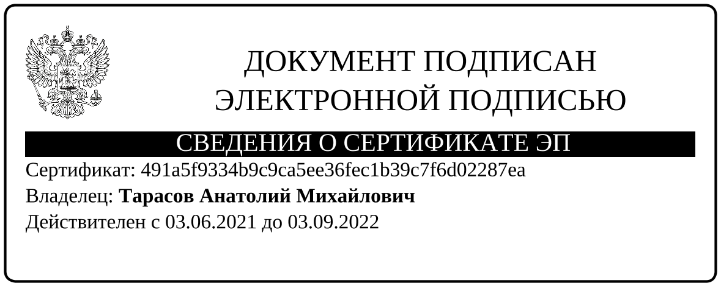 ДОКУМЕНТ ПОДПИСАН
ЭЛЕКТРОННОЙ ПОДПИСЬЮ
СВЕДЕНИЯ О СЕРТИФИКАТЕ ЭП
Сертификат: 491a5f9334b9c9ca5ee36fec1b39c7f6d02287ea
Владелец: Тарасов Анатолий Михайлович
Действителен с 03.06.2021 до 03.09.2022